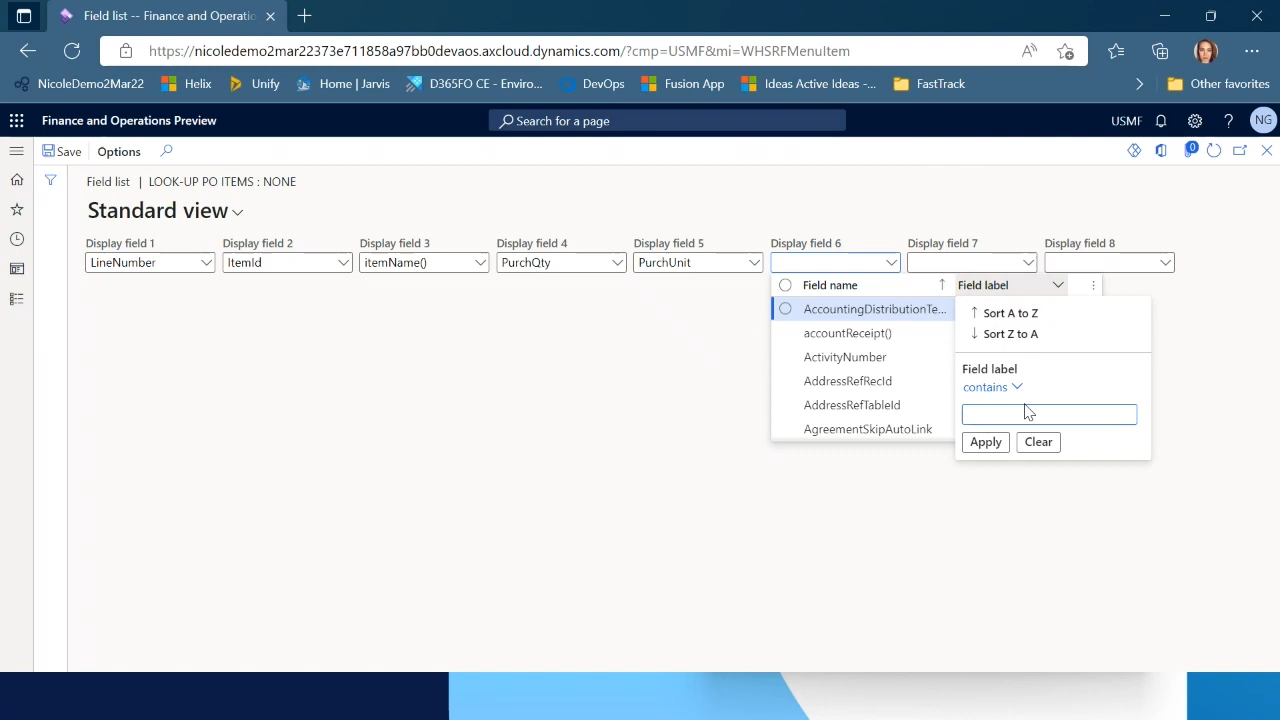 Field list -- Finance and Operatio
https://nicoledemo2mar22373e711858a97bb0devaos.axcloud.dynamics.com/?cmp=USMF&mi=WHSRFMenuItem
NicoleDemo2Mar22 Helix Unify Home | Jarvis D365FO CE - Enviro... DevOps Fusion App Ideas Active Ideas -... FastTrack Other favorites
Finance and Operations Preview Search for a page USMF ? NG
Save Options 0
Field list | LOOK-UP PO ITEMS : NONE
Standard view
Display field 1 Display field 2 Display field 3 Display field 4 Display field 5 Display field 6 Display field 7 Display field 8
LineNumber ItemId itemName() PurchQty PurchUnit
Field name Field label
AccountingDistributionTe...
accountReceipt()
ActivityNumber
AddressRefRecId
AddressRefTableId
AgreementSkipAutoLink
Sort A to Z
Sort Z to A
Field label
contains
Apply Clear